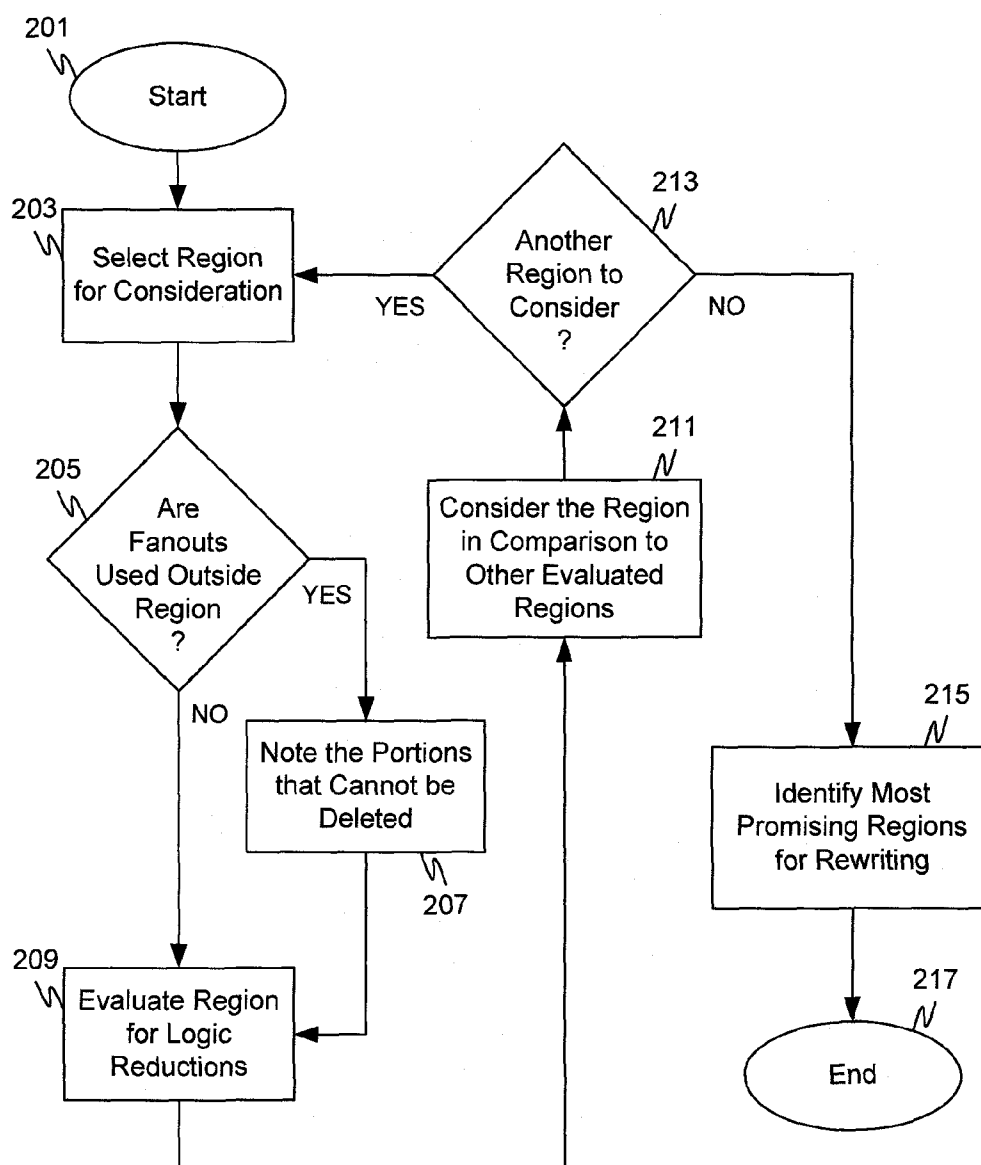 201
Start
203
Select Region
for Consideration
213
Another
Region to
Consider
?
YES
NO
205
Are
Fanouts
Used Outside
Region
?
YES
NO
211
Consider the Region
in Comparison to
Other Evaluated
Regions
Note the Portions
that Cannot be
Deleted
207
215
Identify Most
Promising Regions
for Rewriting
209
Evaluate Region
for Logic
Reductions
217
End